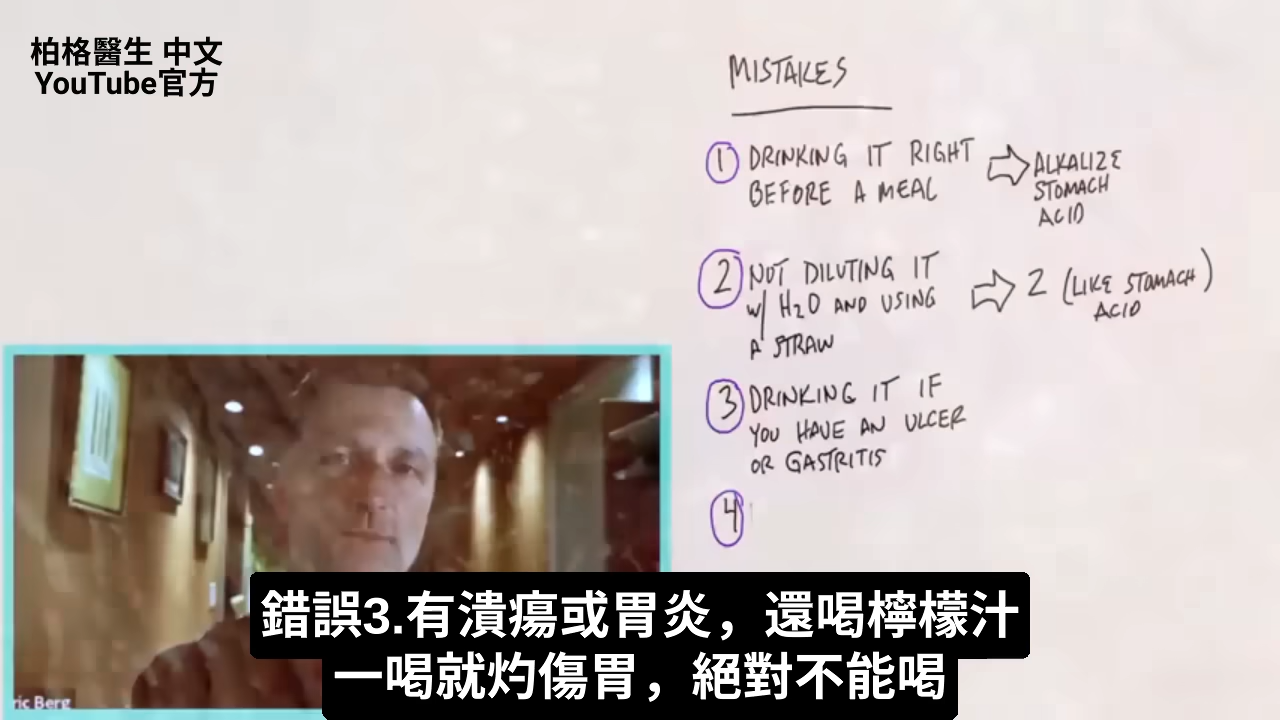 柏格醫生 中文
YouTube官方
MISTAKES
1 DRINKING IT RIGHT
BEFORE A MEAL
ALKALIZE
STOMACH
ACID
2 NOT DILUTING IT
w/ H2O AND USING
A STRAW
2 (LIKE STOMACH)
ACID
3 DRINKING IT IF
YOU HAVE AN ULCER
OR GASTRITIS
4
ric Berg
錯誤3.有潰瘍或胃炎，還喝檸檬汁
一喝就灼傷胃，絕對不能喝